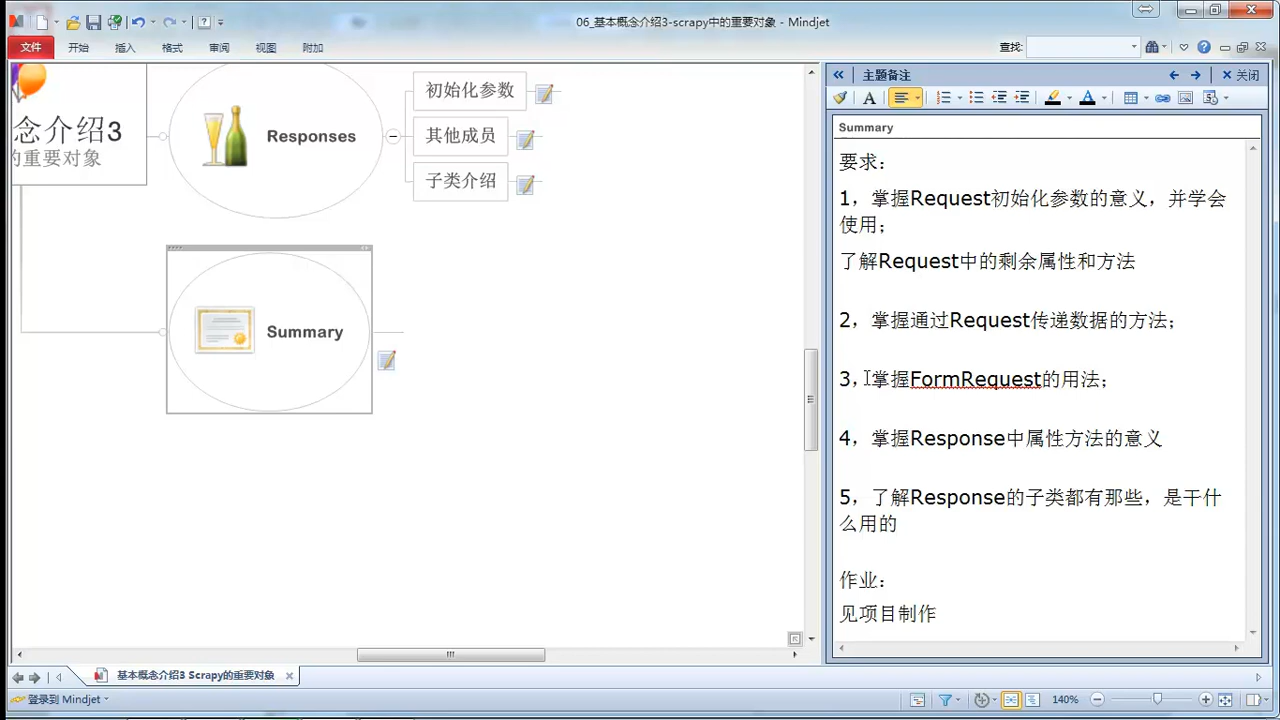 06_基本概念介绍3-scrapy中的重要对象 - Mindjet
文件
开始
插入
格式
审阅
视图
附加
查找:
念介绍3
的重要对象
Responses
初始化参数
其他成员
子类介绍
Summary
主题备注
关闭
Summary
要求：
1，掌握Request初始化参数的意义，并学会
使用；
了解Request中的剩余属性和方法
2，掌握通过Request传递数据的方法；
3，掌握FormRequest的用法；
4，掌握Response中属性方法的意义
5，了解Response的子类都有那些，是干什
么用的
作业：
见项目制作
基本概念介绍3 Scrapy的重要对象
登录到 Mindjet
140%